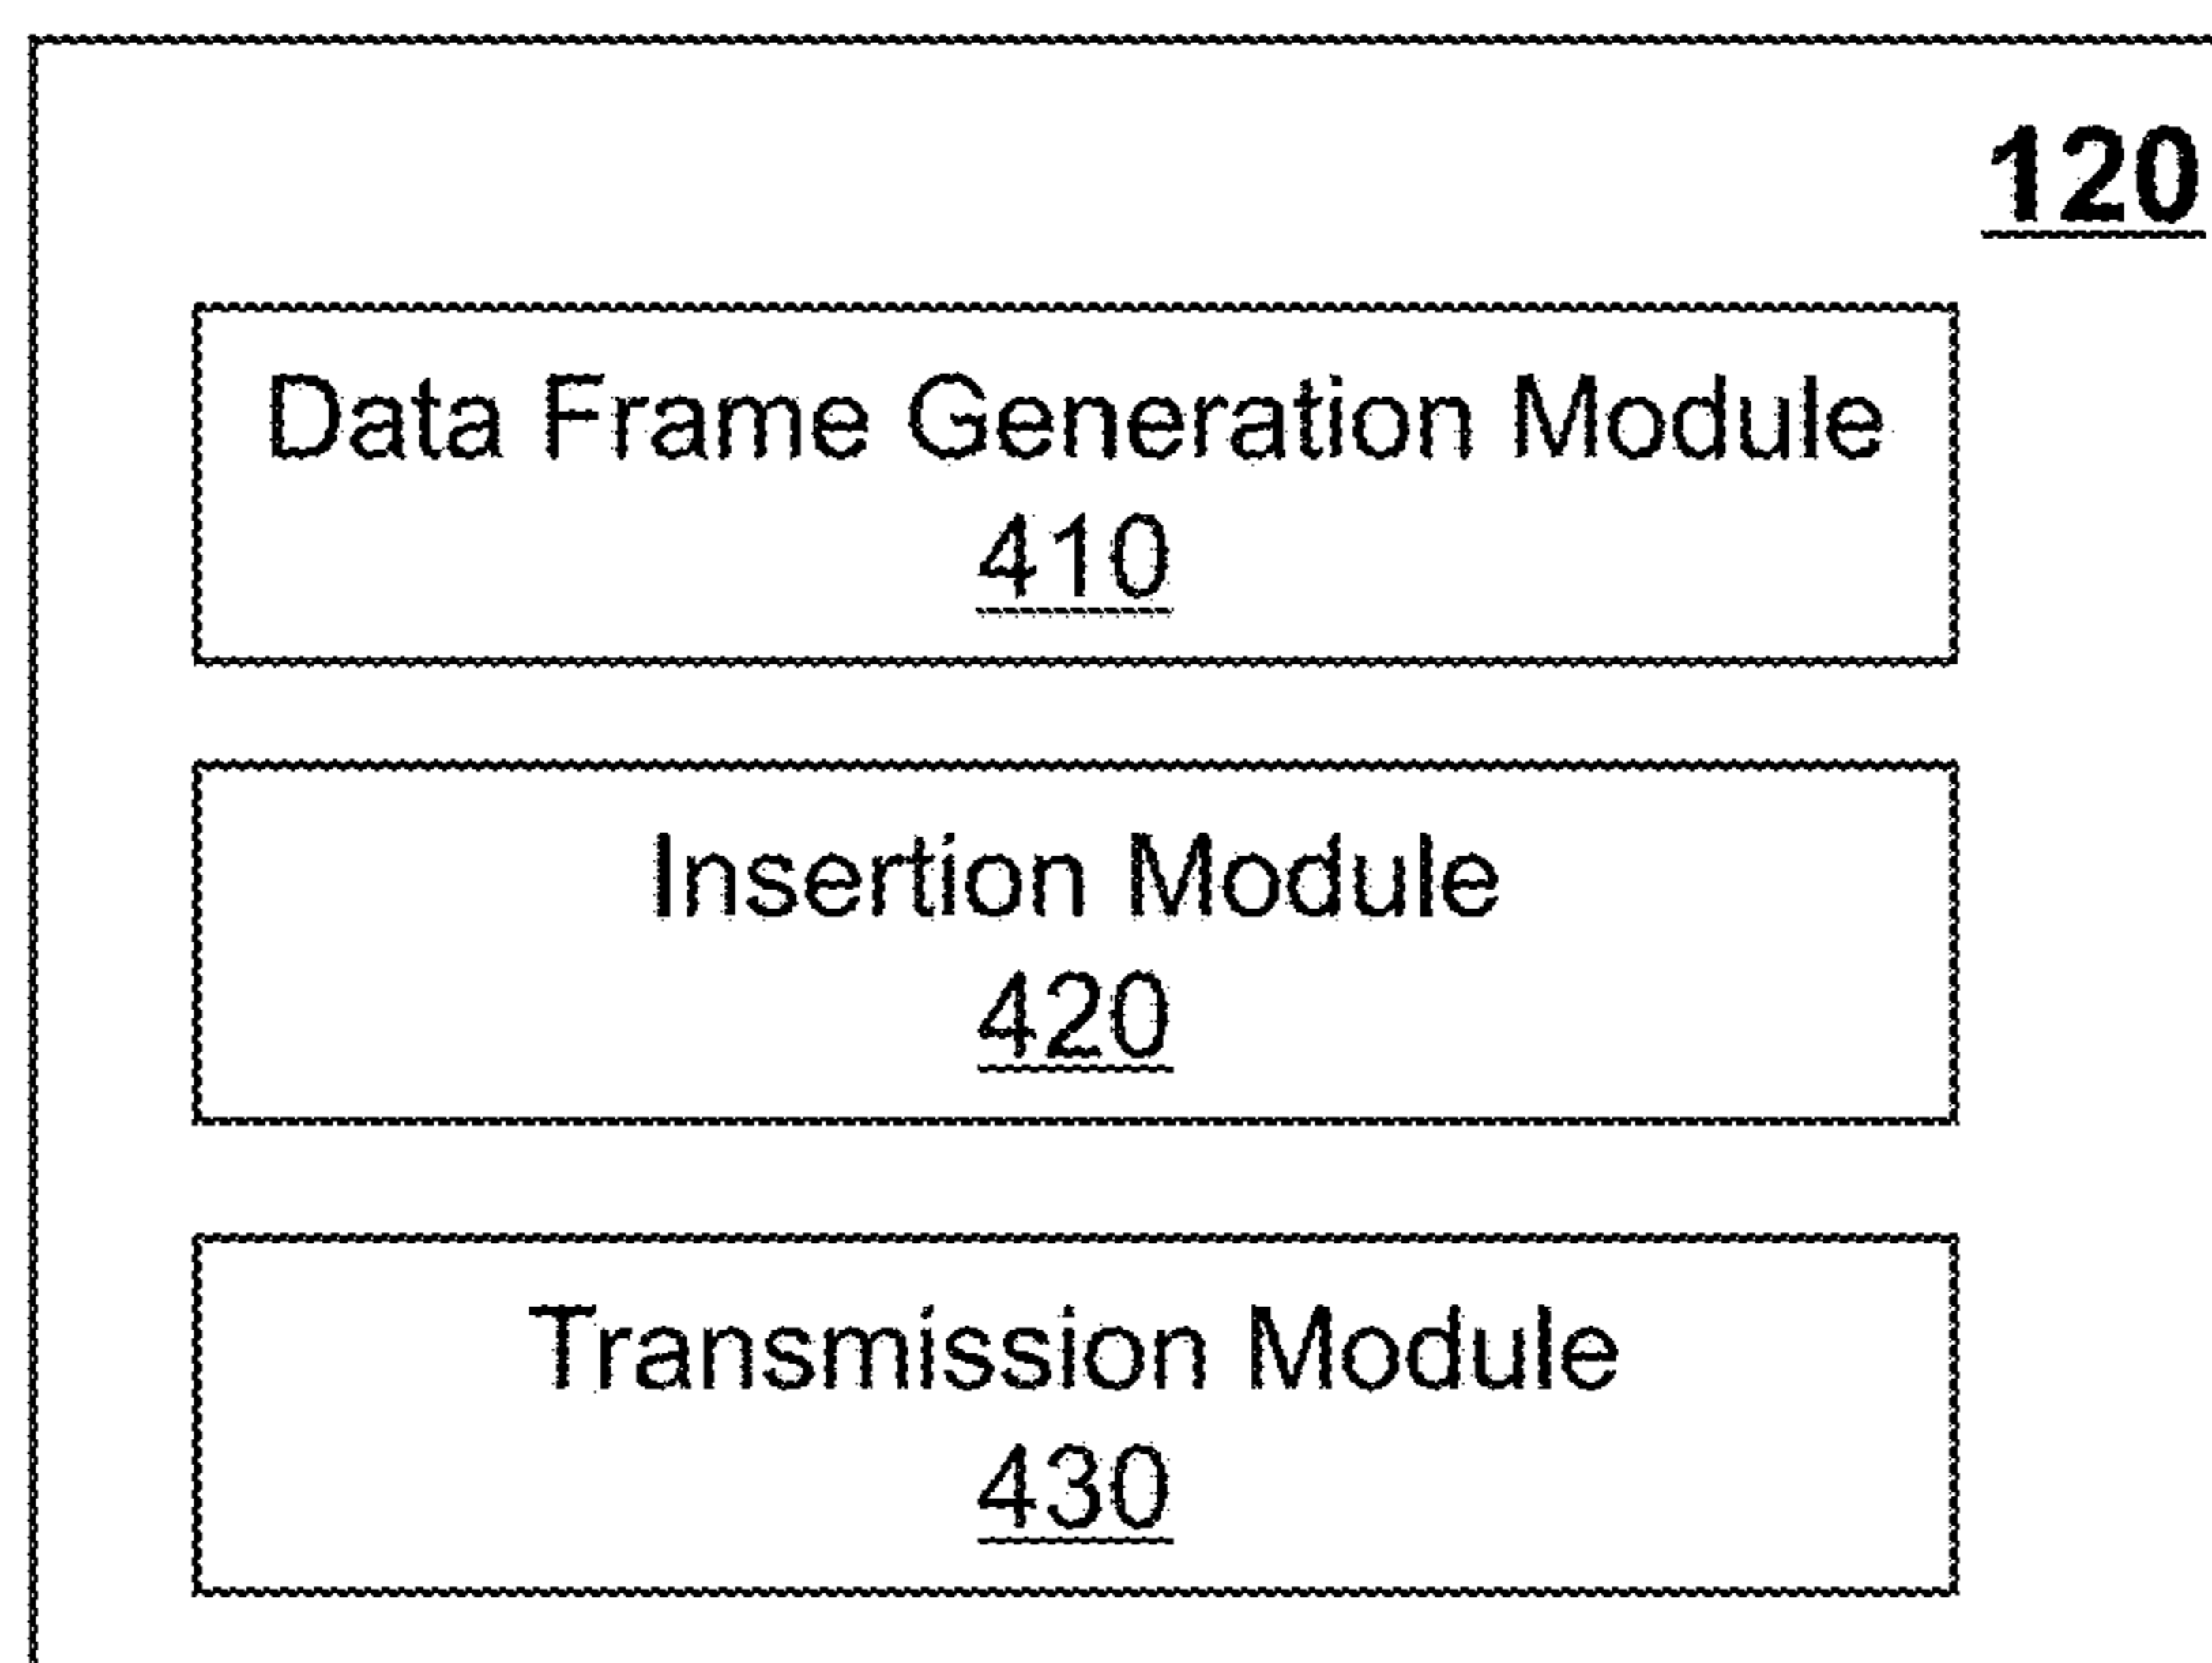 120
Data Frame Generation Module
410
Insertion Module
420
Transmission Module
430